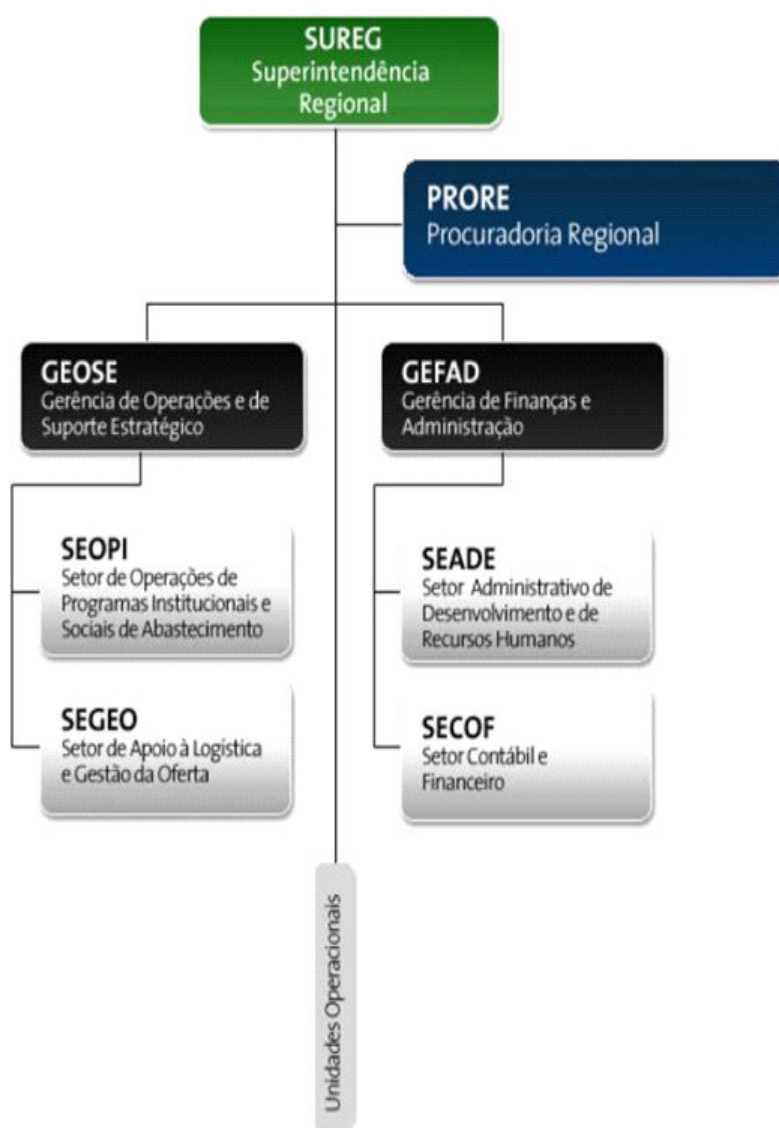 SUREG
Superintendência
Regional
PRORE
Procuradoria Regional
GEOSE
Gerência de Operações e de
Suporte Estratégico
GEFAD
Gerência de Finanças e
Administração
SEOPI
Setor de Operações de
Programas Institucionais e
Sociais de Abastecimento
SEADE
Setor Administrativo de
Desenvolvimento e de
Recursos Humanos
SEGEO
Setor de Apoio à Logística
e Gestão da Oferta
SECOF
Setor Contábil e
Financeiro
Unidades Operacionais